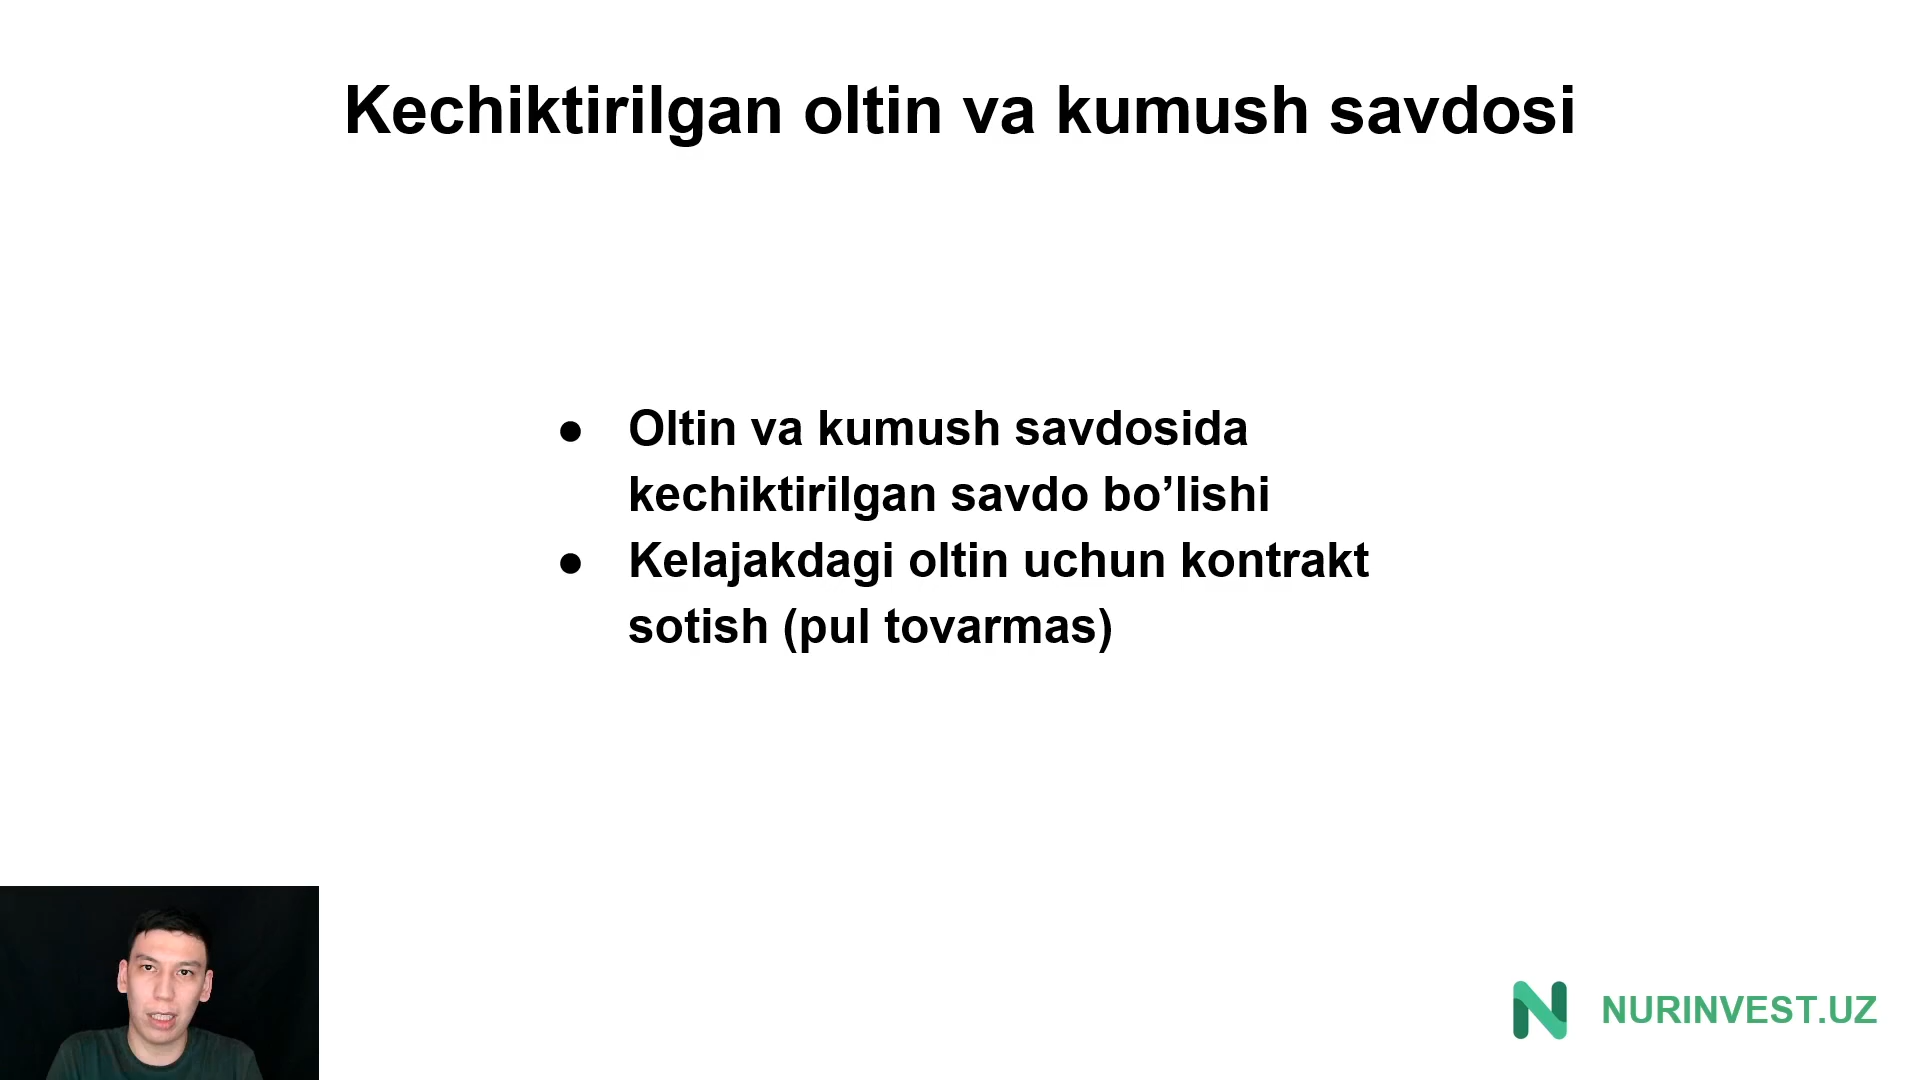 Kechiktirilgan oltin va kumush savdosi
● Oltin va kumush savdosida
kechiktirilgan savdo bo’lishi
● Kelajakdagi oltin uchun kontrakt
sotish (pul tovarmas)
NURINVEST.UZ